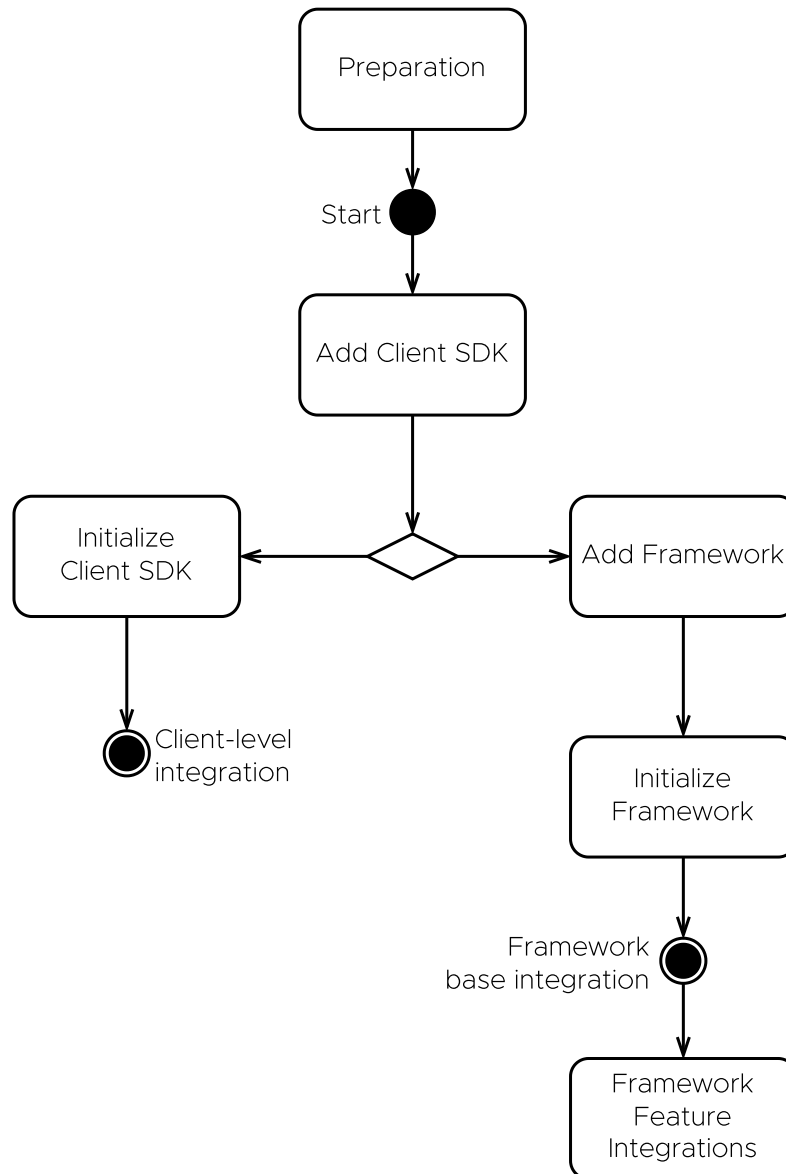 Preparation
Start
Add Client SDK
Initialize
Client SDK
Add Framework
Client-level
integration
Initialize
Framework
Framework
base integration
Framework
Feature
Integrations